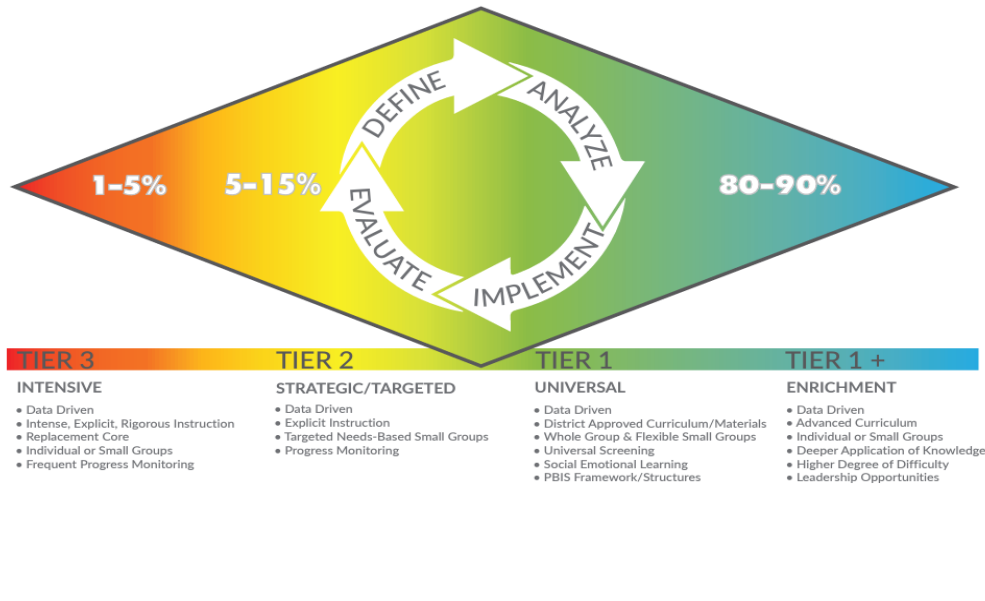 DEFINE
ANALYZE
IMPLEMENT
EVALUATE
1-5%
5-15%
80-90%
TIER 3
INTENSIVE
• Data Driven
• Intense, Explicit, Rigorous Instruction
• Replacement Core
• Individual or Small Groups
• Frequent Progress Monitoring
TIER 2
STRATEGIC/TARGETED
• Data Driven
• Explicit Instruction
• Targeted Needs-Based Small Groups
• Progress Monitoring
TIER 1
UNIVERSAL
• Data Driven
• District Approved Curriculum/Materials
• Whole Group & Flexible Small Groups
• Universal Screening
• Social Emotional Learning
• PBIS Framework/Structures
TIER 1 +
ENRICHMENT
• Data Driven
• Advanced Curriculum
• Individual or Small Groups
• Deeper Application of Knowledge
• Higher Degree of Difficulty
• Leadership Opportunities